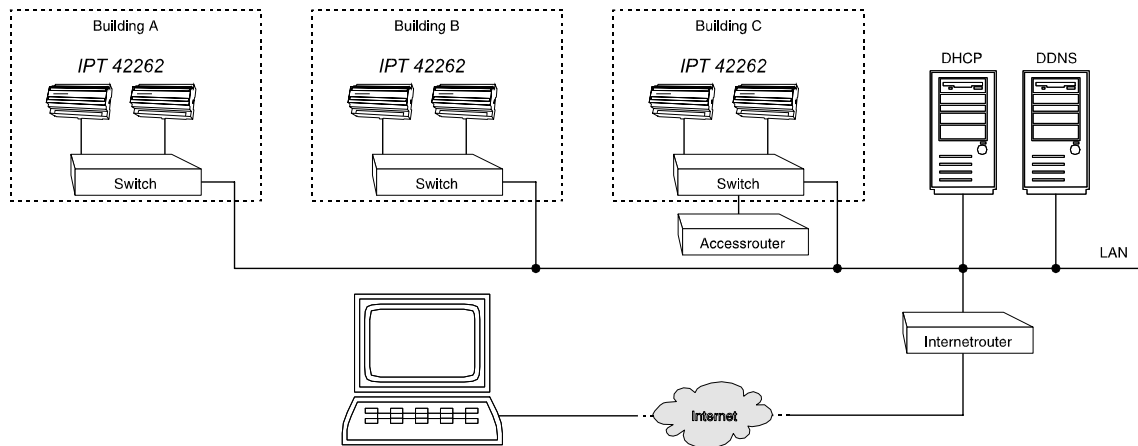 Building A
Building B
Building C
IPT 42262
IPT 42262
IPT 42262
DHCP
DDNS
Switch
Switch
Switch
Accessrouter
LAN
Internetrouter
Internet